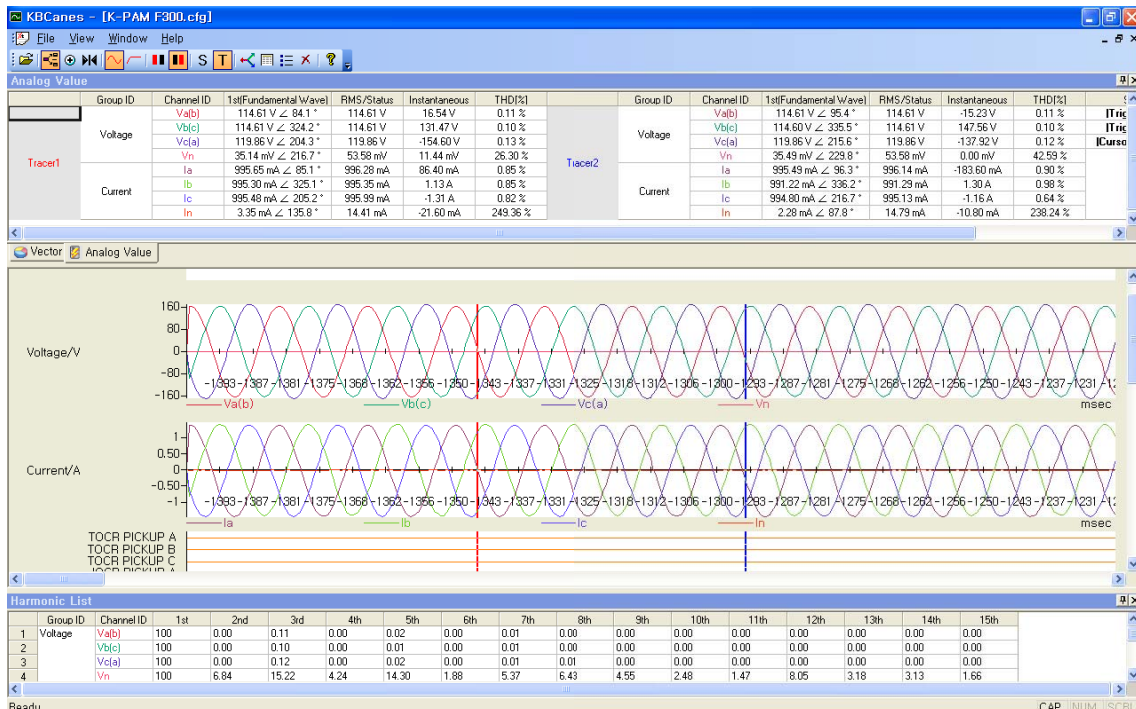 KBCanes - [K-PAM F300.cfg]
File View Window Help
S T
Analog Value
Group ID Channel ID 1st(Fundamental Wave) RMS/Status Instantaneous THD[%] Group ID Channel ID 1st(Fundamental Wave) RMS/Status Instantaneous THD[%]
Tracer1 Voltage Va(b) 114.61 V ∠ 84.1 ° 114.61 V 16.54 V 0.11 % Tracer2 Voltage Va(b) 114.61 V ∠ 95.4 ° 114.61 V -15.23 V 0.11 %
Vb(c) 114.61 V ∠ 324.2 ° 114.61 V 131.47 V 0.10 % Vb(c) 114.60 V ∠ 335.5 ° 114.61 V 147.56 V 0.10 %
Vc(a) 119.86 V ∠ 204.3 ° 119.86 V -154.60 V 0.13 % Vc(a) 119.86 V ∠ 215.6 119.86 V -137.92 V 0.12 %
Vn 35.14 mV ∠ 216.7 ° 53.58 mV 11.44 mV 26.30 % Vn 35.49 mV ∠ 229.8 ° 53.58 mV 0.00 mV 42.59 %
Current Ia 995.65 mA ∠ 85.1 ° 996.28 mA 86.40 mA 0.85 % Current Ia 995.49 mA ∠ 96.3 ° 996.14 mA -183.60 mA 0.90 %
Ib 995.30 mA ∠ 325.1 ° 995.35 mA 1.13 A 0.85 % Ib 991.22 mA ∠ 336.2 ° 991.29 mA 1.30 A 0.98 %
Ic 995.48 mA ∠ 205.2 ° 995.99 mA -1.31 A 0.82 % Ic 994.80 mA ∠ 216.7 ° 995.13 mA -1.16 A 0.64 %
In 3.35 mA ∠ 135.8 ° 14.41 mA -21.60 mA 249.36 % In 2.28 mA ∠ 87.8 ° 14.79 mA -10.80 mA 238.24 %
Vector Analog Value
160
80
Voltage/V 0
-80
-1393 -1387 -1381 -1375 -1368 -1362 -1356 -1350 -1343 -1337 -1331 -1325 -1318 -1312 -1306 -1300 -1293 -1287 -1281 -1275 -1268 -1262 -1256 -1250 -1243 -1237 -1231
-160
Va(b) Vb(c) Vc(a) Vn msec
1
0.50
Current/A 0
-0.50
-1 -1393 -1387 -1381 -1375 -1368 -1362 -1356 -1350 -1343 -1337 -1331 -1325 -1318 -1312 -1306 -1300 -1293 -1287 -1281 -1275 -1268 -1262 -1256 -1250 -1243 -1237 -1231
Ia Ib Ic In msec
TOCR PICKUP A
TOCR PICKUP B
TOCR PICKUP C
Harmonic List
Group ID Channel ID 1st 2nd 3rd 4th 5th 6th 7th 8th 9th 10th 11th 12th 13th 14th 15th
1 Voltage Va(b) 100 0.00 0.11 0.00 0.02 0.00 0.01 0.00 0.00 0.00 0.00 0.00 0.00 0.00 0.00
2 Vb(c) 100 0.00 0.10 0.00 0.01 0.00 0.01 0.00 0.00 0.00 0.00 0.00 0.00 0.00 0.00
3 Vc(a) 100 0.00 0.12 0.00 0.02 0.00 0.01 0.01 0.00 0.00 0.00 0.00 0.00 0.00 0.00
4 Vn 100 6.84 15.22 4.24 14.30 1.88 5.37 6.43 4.55 2.48 1.47 8.05 3.18 3.13 1.66
Ready CAP NUM SCRL